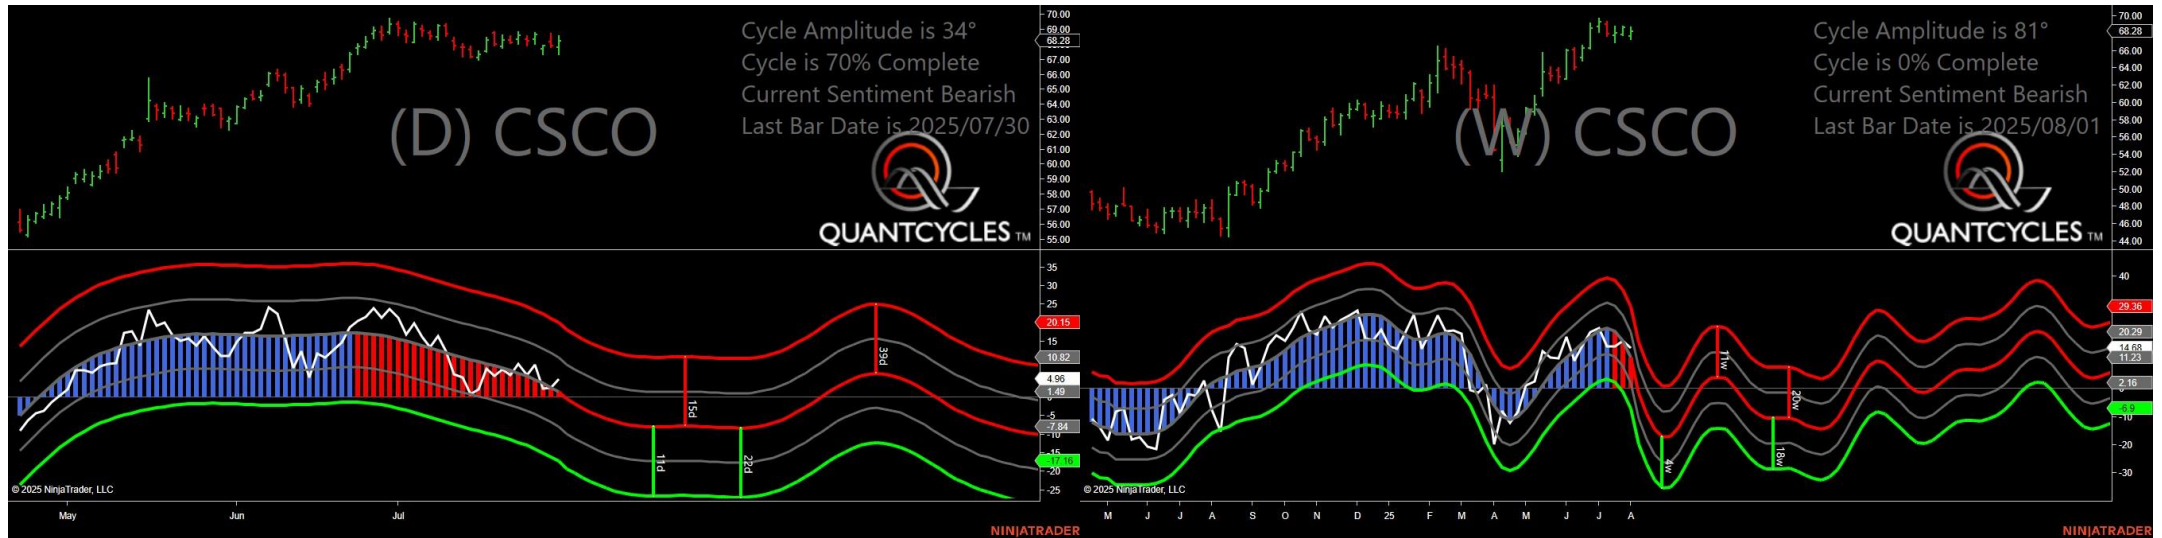 Cycle Amplitude is 34°
Cycle is 70% Complete
Current Sentiment Bearish
Last Bar Date is 2025/07/30
(D) CSCO
QUANTCYCLES TM
70.00
69.00
68.28
67.00
66.00
65.00
64.00
63.00
62.00
61.00
60.00
59.00
58.00
57.00
56.00
55.00
35
30
25
20.15
15
10.82
4.96
1.49
-5
-7.84
-10
-15
-17.16
-20
-25
15d
39d
11d
22d
© 2025 NinjaTrader, LLC
May Jun Jul
NINJATRADER
Cycle Amplitude is 81°
Cycle is 0% Complete
Current Sentiment Bearish
Last Bar Date is 2025/08/01
(W) CSCO
QUANTCYCLES TM
70.00
68.28
66.00
64.00
62.00
60.00
58.00
56.00
54.00
52.00
50.00
48.00
46.00
44.00
40
29.36
20.29
14.68
11.23
2.16
-6.9
-10
-20
-30
11w
20w
4w
18w
© 2025 NinjaTrader, LLC
M J J A S O N D 25 F M A M J J A
NINJATRADER